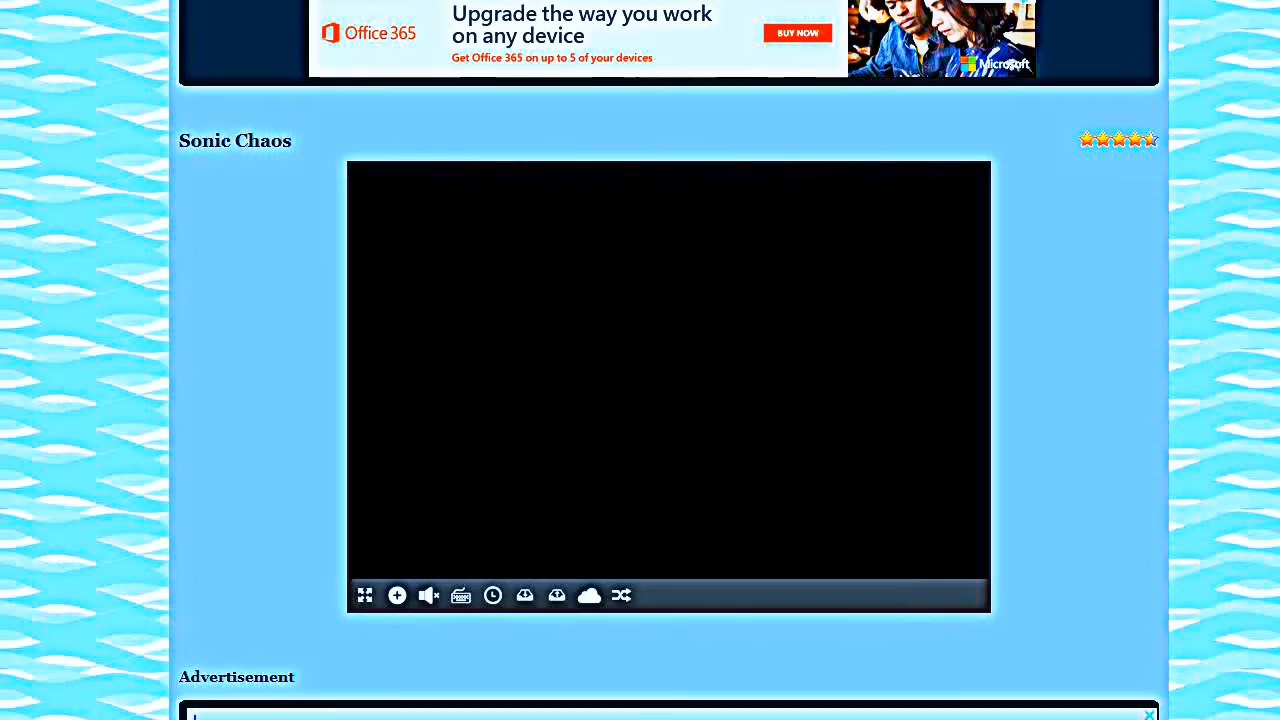 Office 365
Upgrade the way you work
on any device
Get Office 365 on up to 5 of your devices
BUY NOW
Microsoft
Sonic Chaos
Advertisement